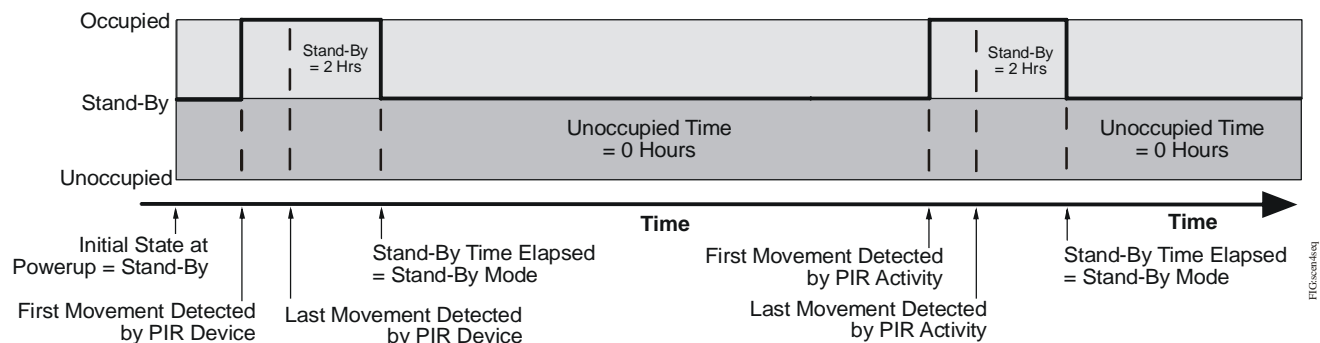 Occupied
Stand-By
= 2 Hrs
Stand-By
= 2 Hrs
Stand-By
Unoccupied Time
= 0 Hours
Unoccupied Time
= 0 Hours
Unoccupied
Time
Time
Initial State at
Powerup = Stand-By
Stand-By Time Elapsed
= Stand-By Mode
First Movement Detected
by PIR Activity
Stand-By Time Elapsed
= Stand-By Mode
First Movement Detected
by PIR Device
Last Movement Detected
by PIR Device
Last Movement Detected
by PIR Activity
FIG:scen4seq